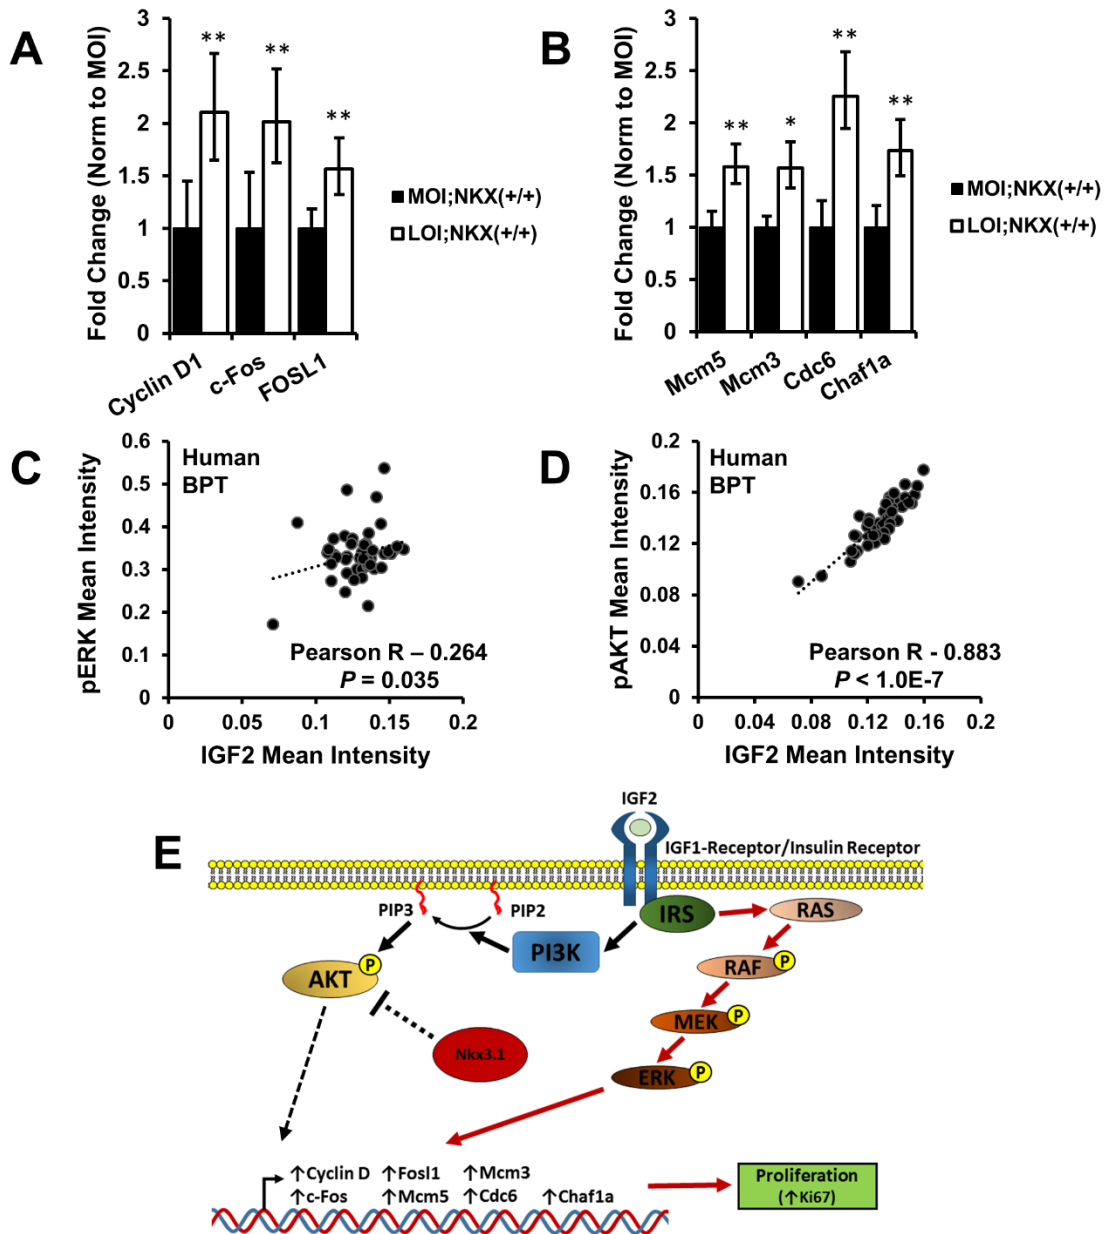 A
Fold Change (Norm to MOI)
3
2.5
2
1.5
1
0.5
0
** ** **
Cyclin D1
c-Fos
FOSL1
MOI;NKX(+/+)
LOI;NKX(+/+)
B
Fold Change (Norm to MOI)
3
2.5
2
1.5
1
0.5
0
** * ** **
Mcm5
Mcm3
Cdc6
Chaf1a
MOI;NKX(+/+)
LOI;NKX(+/+)
C
pERK Mean Intensity
0.6
0.5
0.4
0.3
0.2
0.1
0
Human
BPT
Pearson R – 0.264
P = 0.035
0 0.05 0.1 0.15 0.2
IGF2 Mean Intensity
D
pAKT Mean Intensity
0.2
0.16
0.12
0.08
0.04
0
Human
BPT
Pearson R - 0.883
P < 1.0E-7
0 0.04 0.08 0.12 0.16 0.2
IGF2 Mean Intensity
E
IGF2
IGF1-Receptor/Insulin Receptor
PIP3
PIP2
PI3K
IRS
RAS
AKT
P
RAF
P
MEK
P
Nkx3.1
ERK
P
↑Cyclin D ↑Fosl1 ↑Mcm3
↑c-Fos ↑Mcm5 ↑Cdc6 ↑Chaf1a
Proliferation
(↑Ki67)